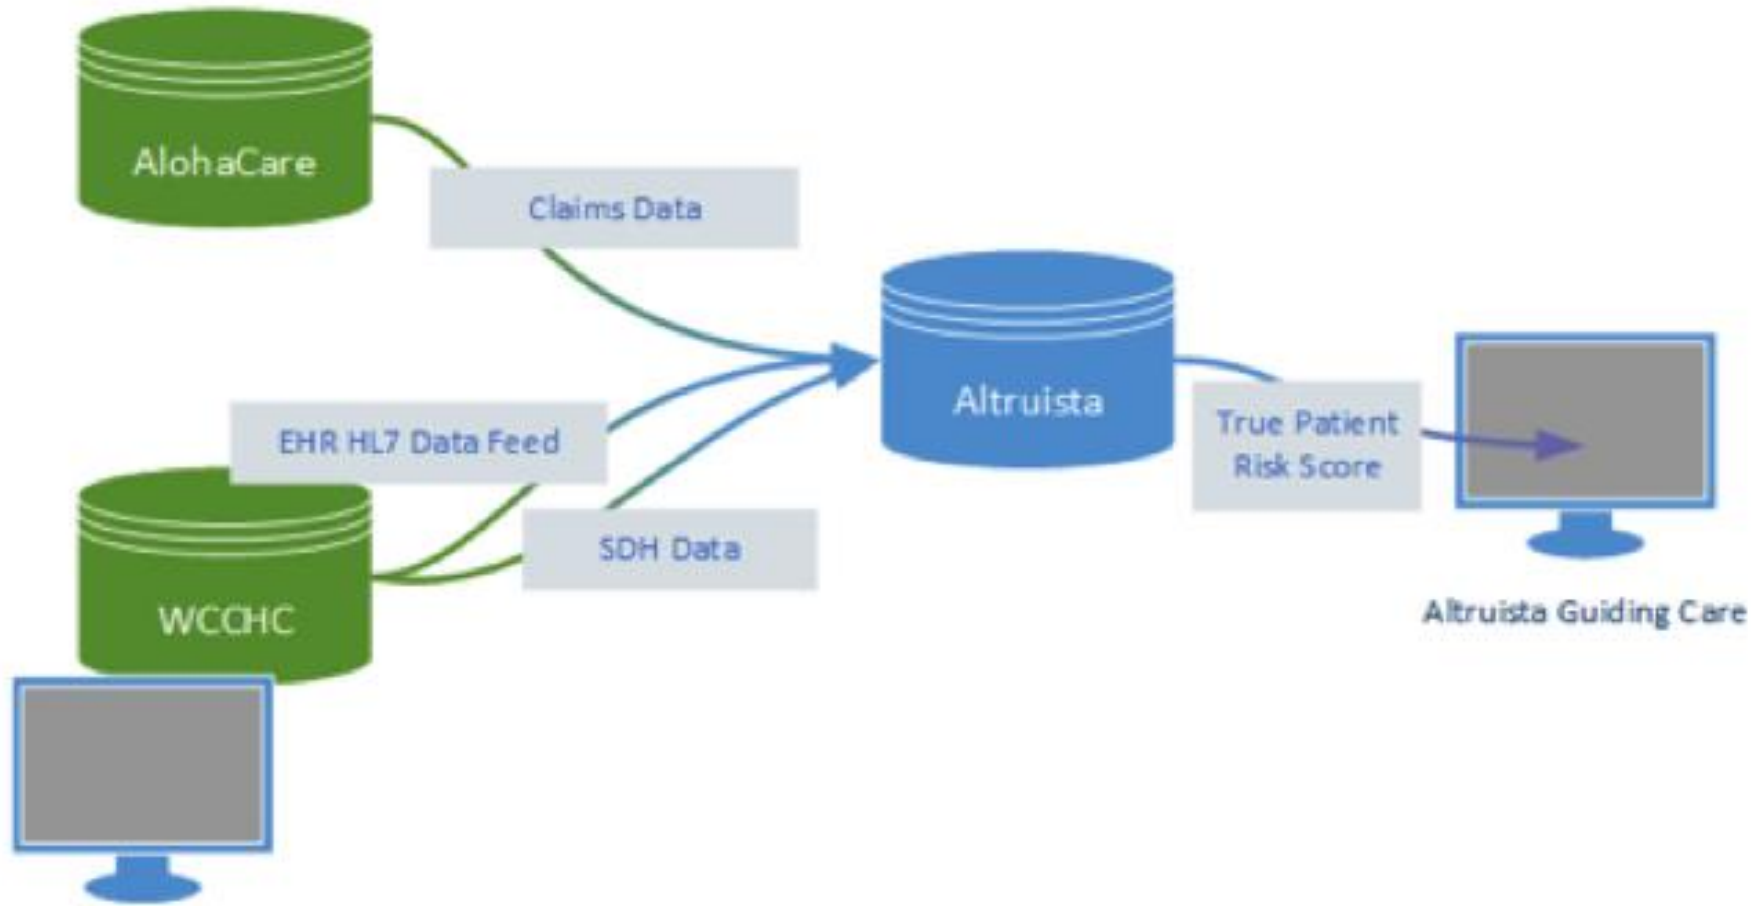 AlohaCare
Claims Data
Altruista
True Patient
Risk Score
EHR HL7 Data Feed
SDH Data
WCCHC
Altruista Guiding Care